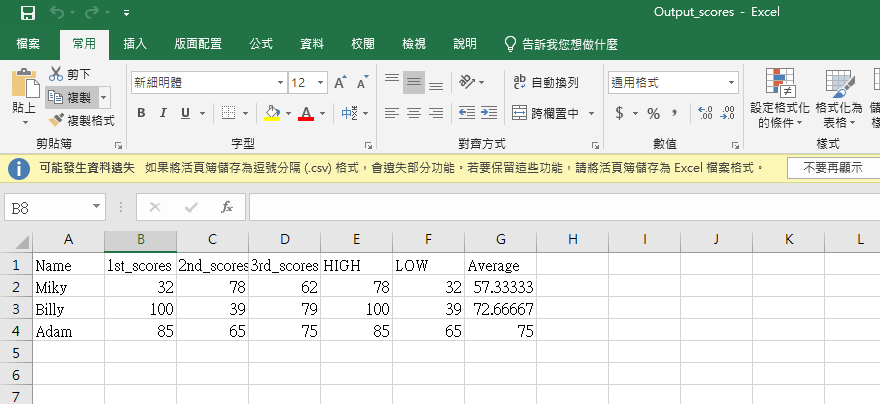 Output_scores - Excel
檔案 常用 插入 版面配置 公式 資料 校閱 檢視 說明 告訴我您想做什麼
貼上 剪下 複製 複製格式 剪貼簿
新細明體 12 A A
B I U A 中 字型
ab 自動換列
跨欄置中
對齊方式
通用格式
$ % , .0 .00 數值
設定格式化的條件 格式化為表格 樣式
可能發生資料遺失 如果將活頁簿儲存為逗號分隔 (.csv) 格式，會遺失部分功能。若要保留這些功能，請將活頁簿儲存為 Excel 檔案格式。 不要再顯示
B8 fx
A B C D E F G H I J K L
1 Name 1st_scores 2nd_scores 3rd_scores HIGH LOW Average
2 Miky 32 78 62 78 32 57.33333
3 Billy 100 39 79 100 39 72.66667
4 Adam 85 65 75 85 65 75
5
6
7